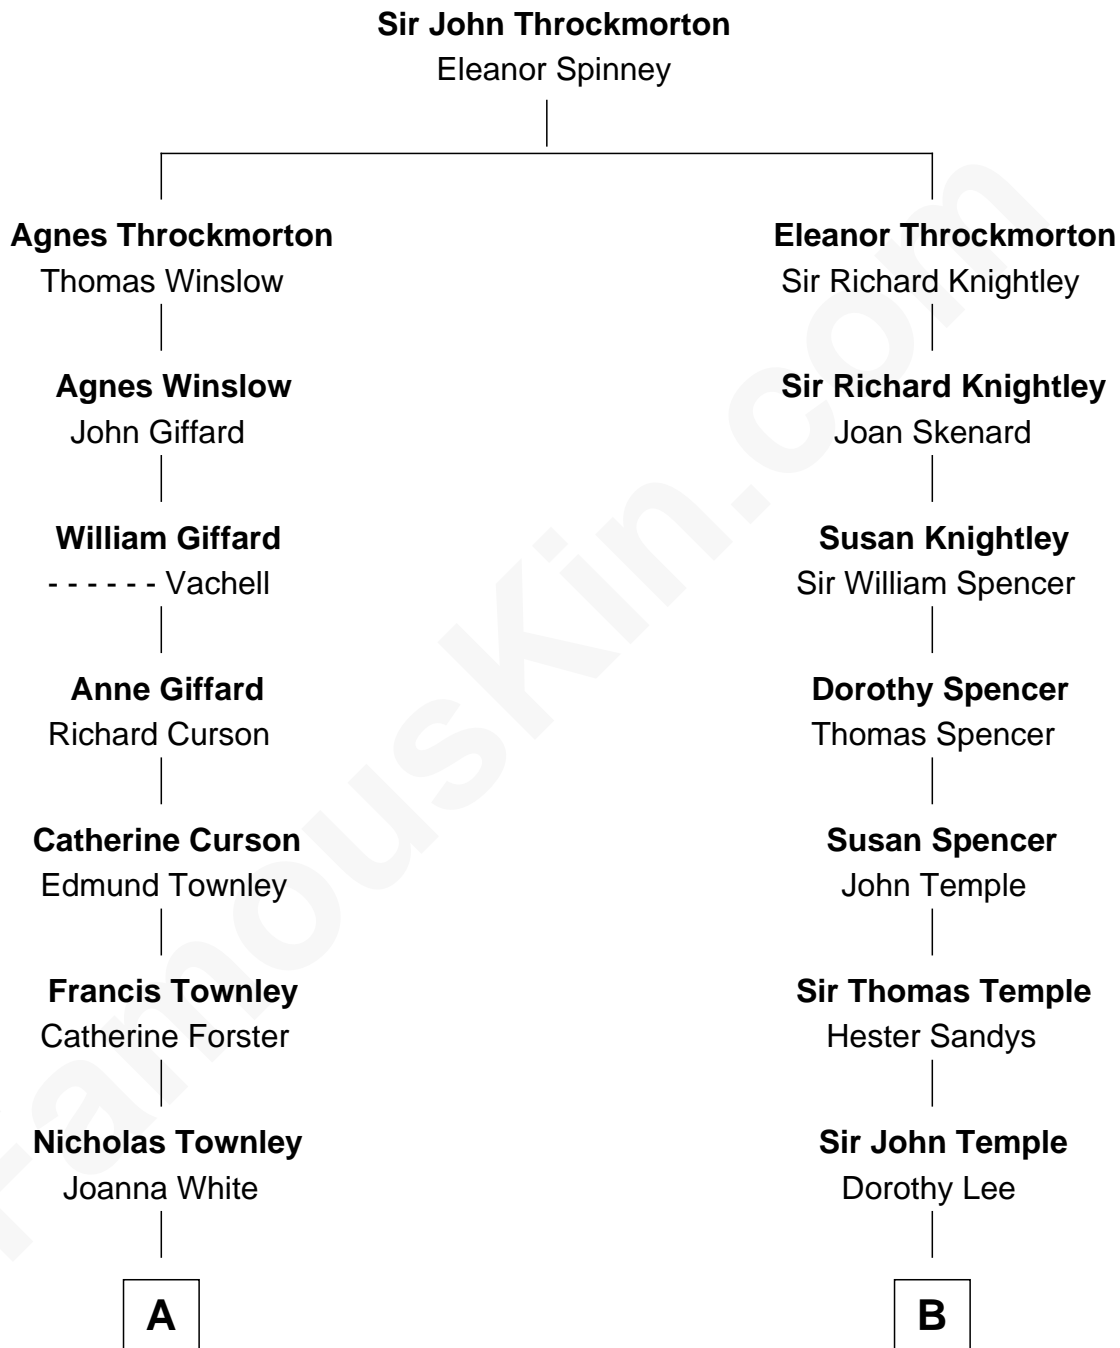 Sir John Throckmorton
Eleanor Spinney
Agnes Throckmorton
Thomas Winslow
Eleanor Throckmorton
Sir Richard Knightley
Agnes Winslow
John Giffard
Sir Richard Knightley
Joan Skenard
William Giffard
- - - - - - Vachell
Susan Knightley
Sir William Spencer
Anne Giffard
Richard Curson
Dorothy Spencer
Thomas Spencer
Catherine Curson
Edmund Townley
Susan Spencer
John Temple
Francis Townley
Catherine Forster
Sir Thomas Temple
Hester Sandys
Nicholas Townley
Joanna White
Sir John Temple
Dorothy Lee
A
B
FamousKin.com